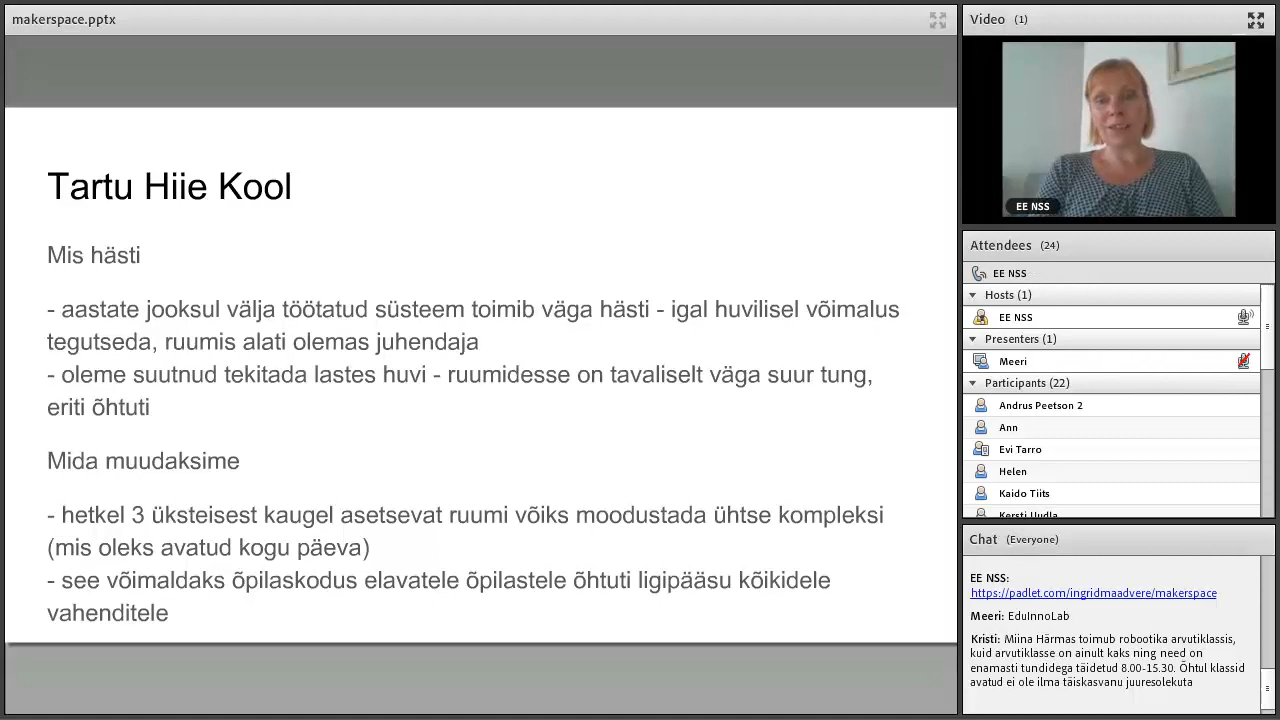 makerspace.pptx
Tartu Hiie Kool
Mis hästi
- aastate jooksul välja töötatud süsteem toimib väga hästi - igal huvilisel võimalus
tegutseda, ruumis alati olemas juhendaja
- oleme suutnud tekitada lastes huvi - ruumidesse on tavaliselt väga suur tung,
eriti õhtuti
Mida muudaksime
- hetkel 3 üksteisest kaugel asetsevat ruumi võiks moodustada ühtse kompleksi
(mis oleks avatud kogu päeva)
- see võimaldaks õpilaskodus elavatele õpilastele õhtuti ligipääsu kõikidele
vahenditele
Video (1)
EE NSS
Attendees (24)
EE NSS
Hosts (1)
EE NSS
Presenters (1)
Meeri
Participants (22)
Andrus Peetson 2
Ann
Evi Tarro
Helen
Kaido Tiits
Chat (Everyone)
EE NSS:
https://padlet.com/ingridmaadvere/makerspace
Meeri: EduInnoLab
Kristi: Miina Härmas toimub robootika arvutiklassis,
kuid arvutiklasse on ainult kaks ning need on
enamasti tundidega täidetud 8.00-15.30. Õhtul klassid
avatud ei ole ilma täiskasvanu juuresolekuta